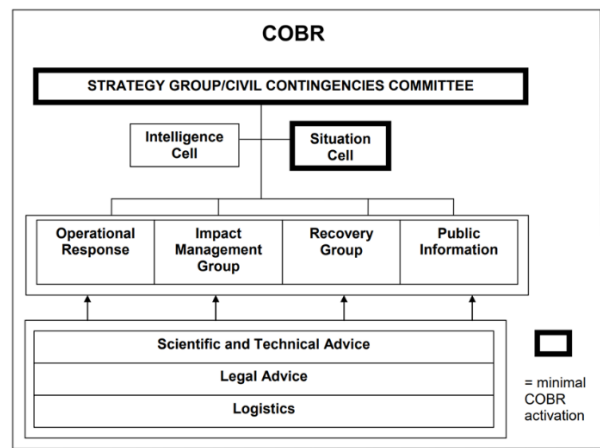 COBR
STRATEGY GROUP/CIVIL CONTINGENCIES COMMITTEE
Intelligence
Cell
Situation
Cell
Operational
Response
Impact
Management
Group
Recovery
Group
Public
Information
Scientific and Technical Advice
Legal Advice
Logistics
= minimal
COBR
activation